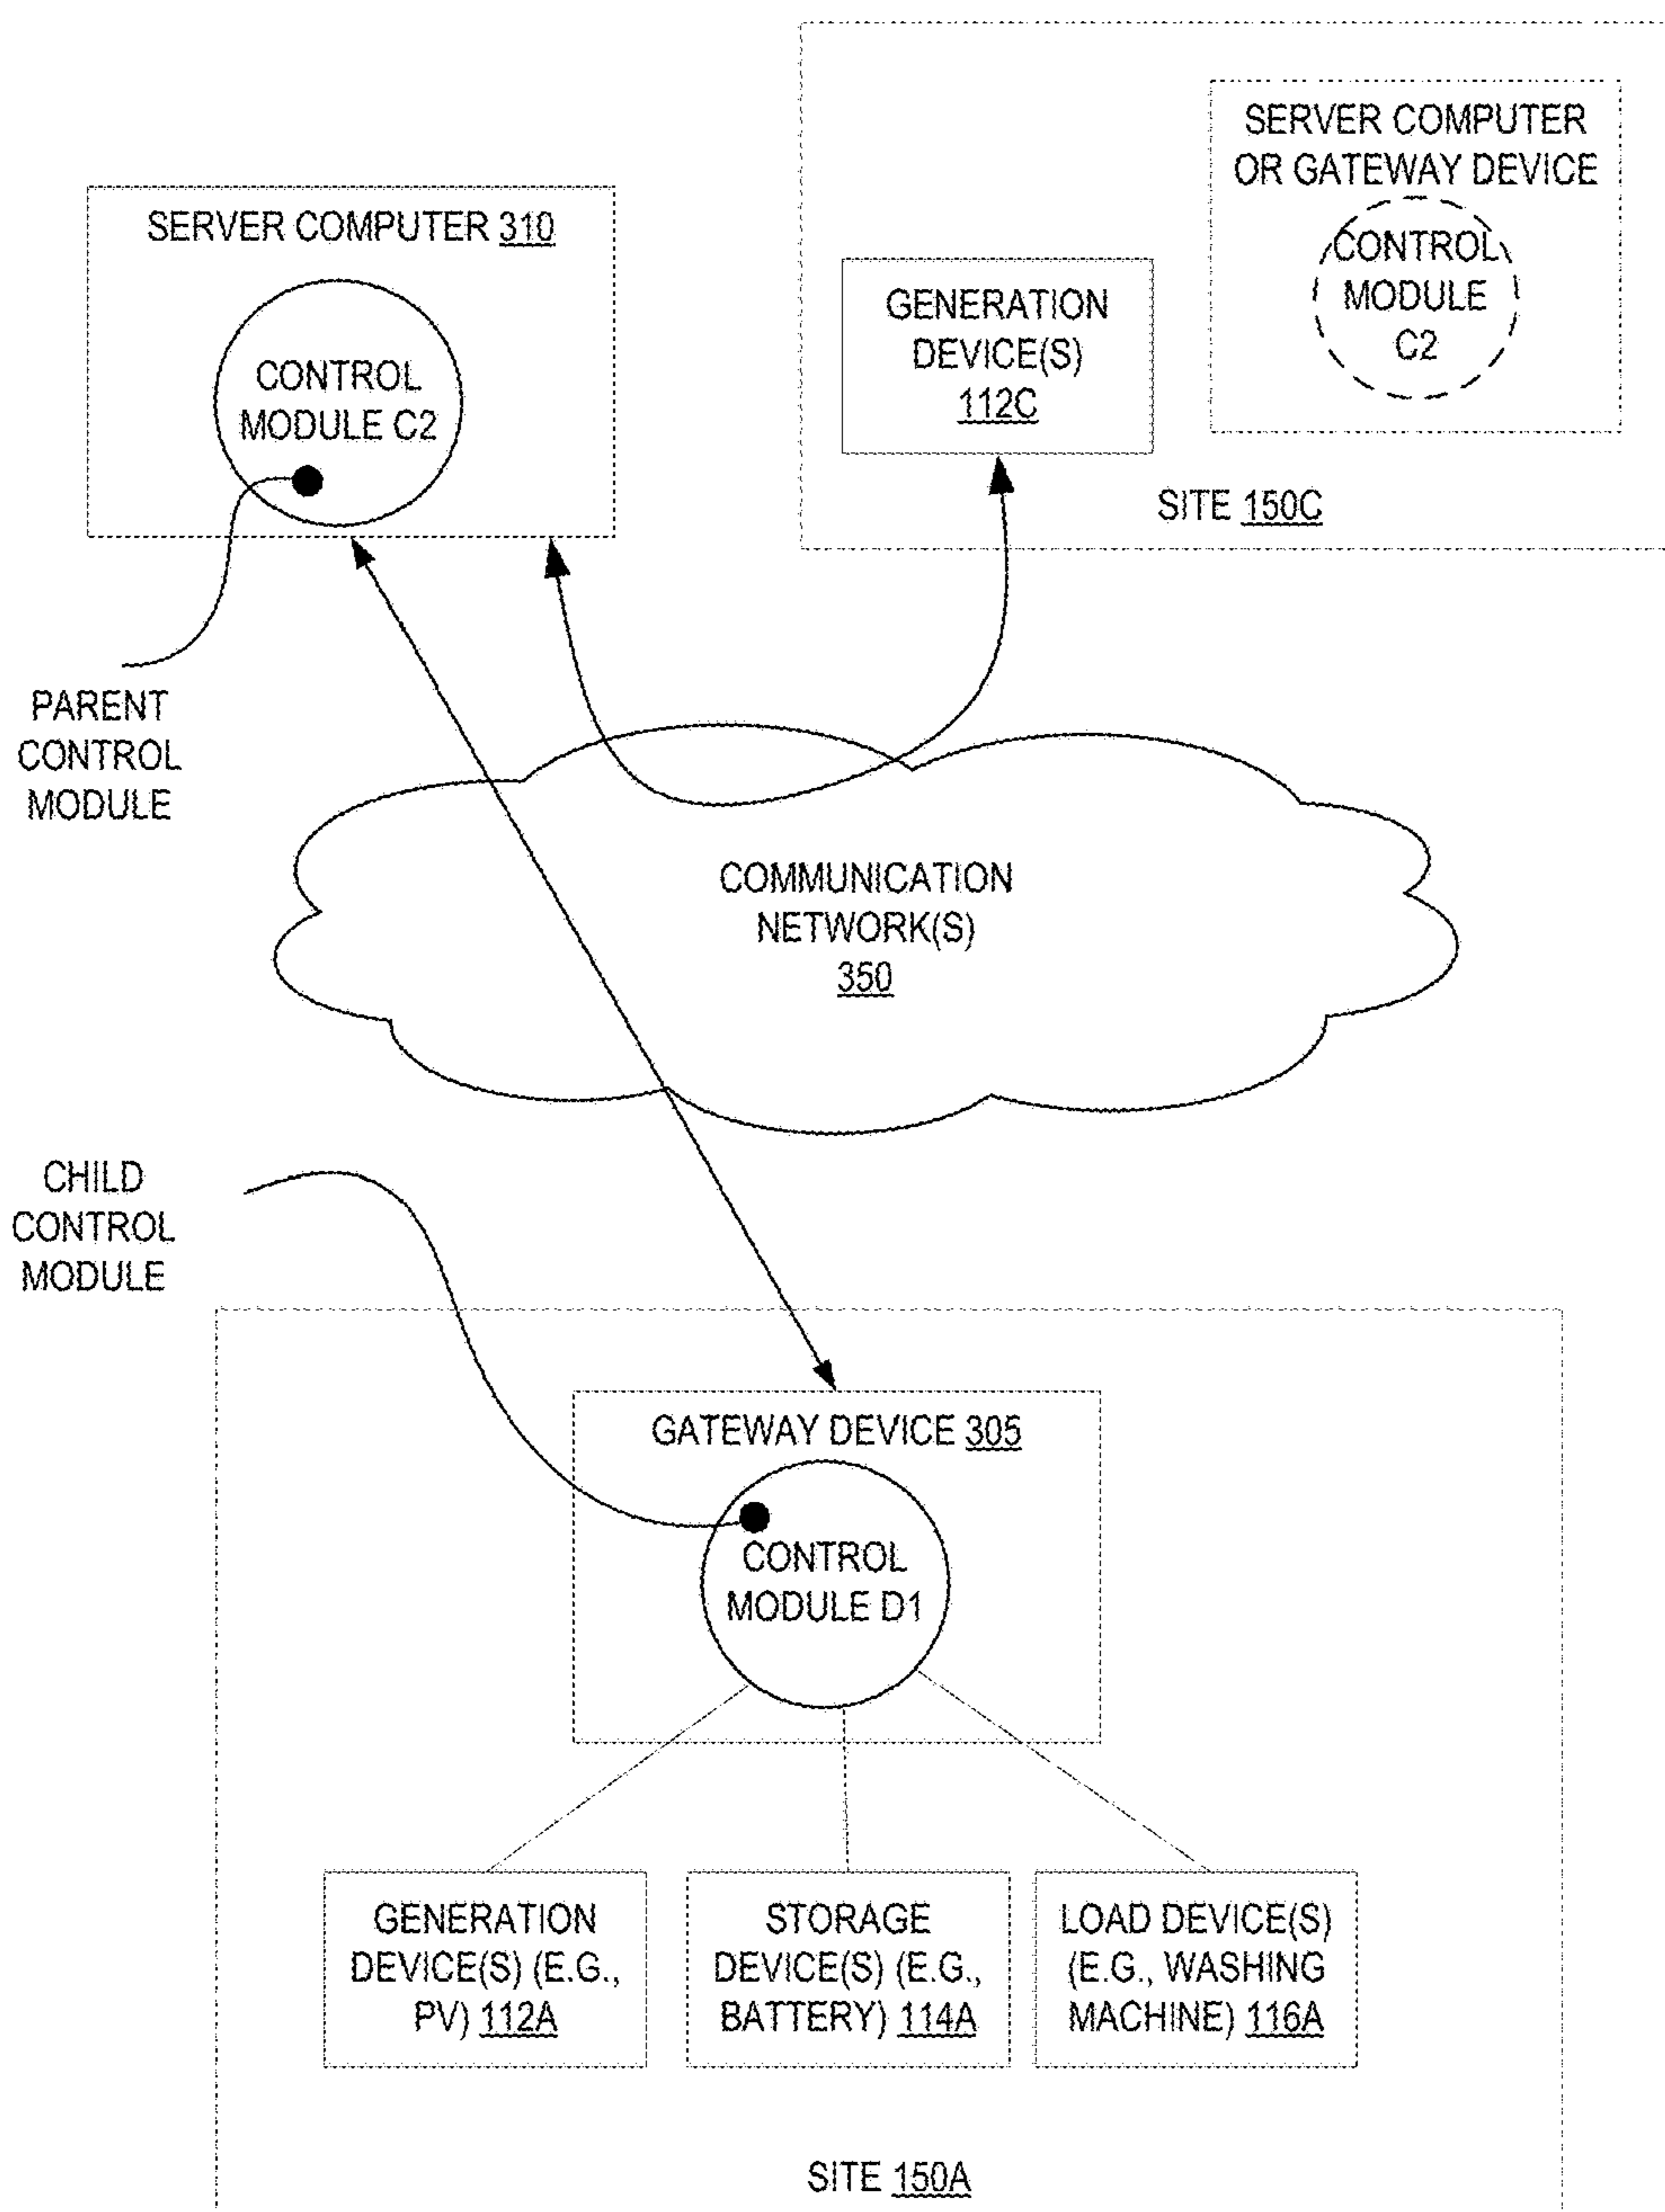 SERVER COMPUTER
OR GATEWAY DEVICE
CONTROL
MODULE
C2
GENERATION
DEVICE(S)
112C
SITE 150C
SERVER COMPUTER 310
CONTROL
MODULE C2
PARENT
CONTROL
MODULE
COMMUNICATION
NETWORK(S)
350
CHILD
CONTROL
MODULE
GATEWAY DEVICE 305
CONTROL
MODULE D1
GENERATION
DEVICE(S) (E.G.,
PV) 112A
STORAGE
DEVICE(S) (E.G.,
BATTERY) 114A
LOAD DEVICE(S)
(E.G., WASHING
MACHINE) 116A
SITE 150A